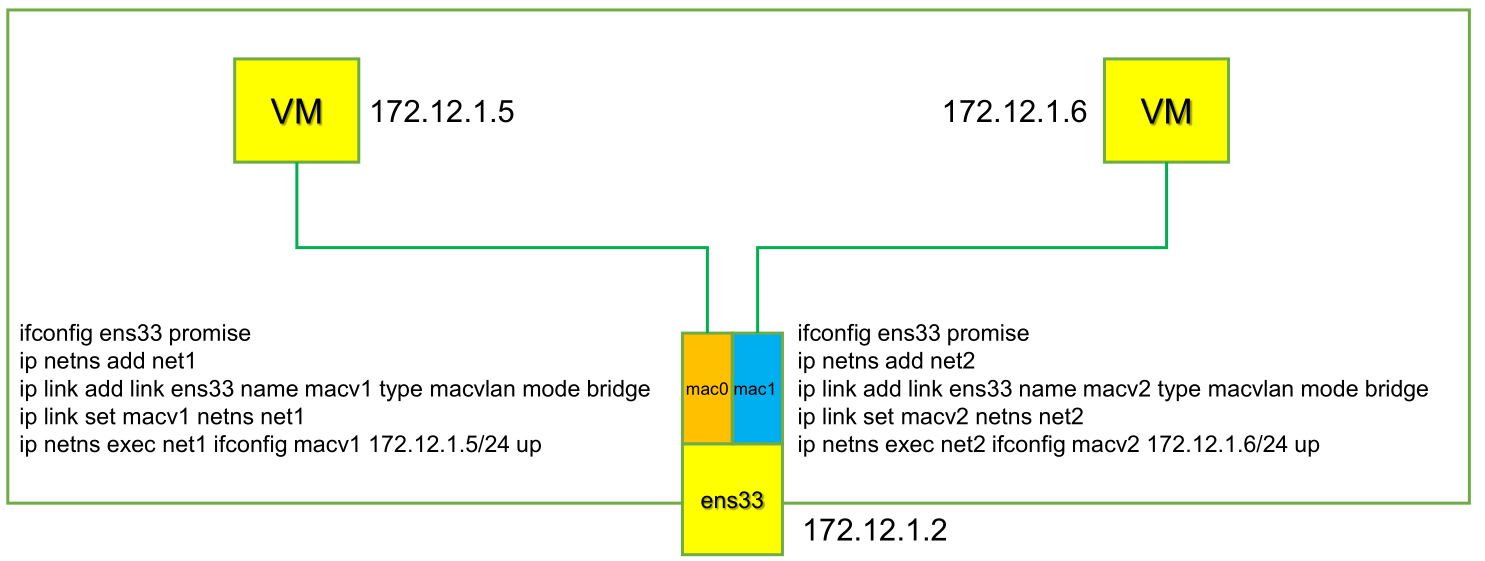 VM 172.12.1.5
172.12.1.6 VM
ifconfig ens33 promise
ip netns add net1
ip link add link ens33 name macv1 type macvlan mode bridge
ip link set macv1 netns net1
ip netns exec net1 ifconfig macv1 172.12.1.5/24 up
mac0 mac1
ifconfig ens33 promise
ip netns add net2
ip link add link ens33 name macv2 type macvlan mode bridge
ip link set macv2 netns net2
ip netns exec net2 ifconfig macv2 172.12.1.6/24 up
ens33
172.12.1.2